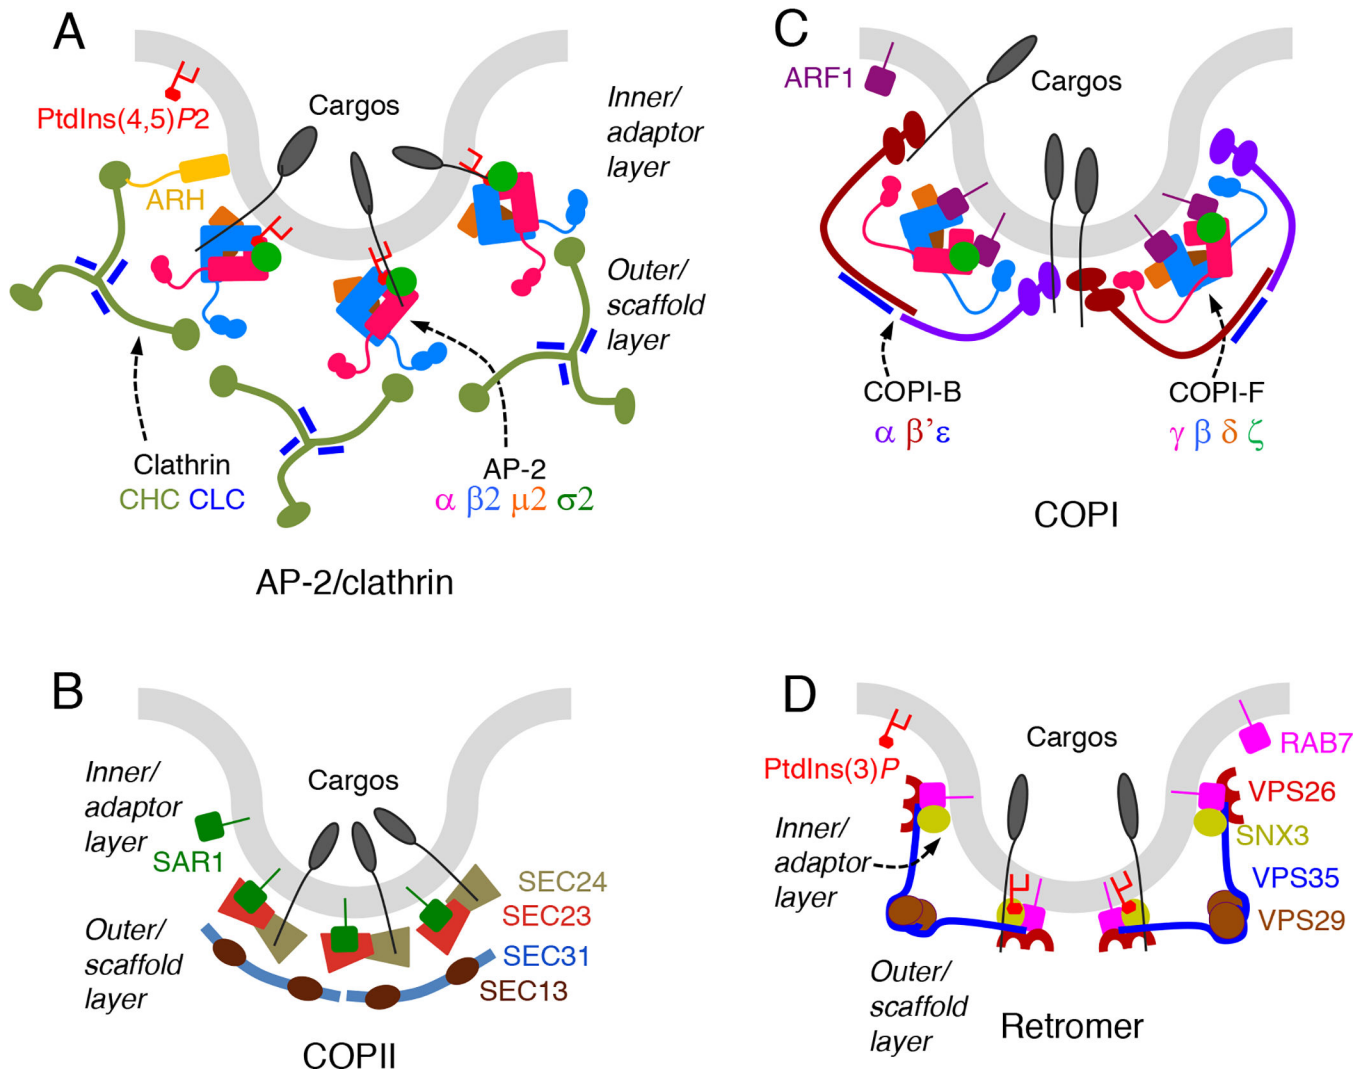 A
PtdIns(4,5)P2
Cargos
Inner/
adaptor
layer
ARH
Outer/
scaffold
layer
Clathrin
CHC CLC
AP-2
α β2 μ2 σ2
AP-2/clathrin
C
ARF1
Cargos
COPI-B
α β’ε
COPI-F
γ β δ ζ
COPI
B
Inner/
adaptor
layer
Cargos
SAR1
SEC24
SEC23
Outer/
scaffold
layer
SEC31
SEC13
COPII
D
Cargos
RAB7
PtdIns(3)P
VPS26
Inner/
adaptor
layer
SNX3
VPS35
VPS29
Outer/
scaffold
layer
Retromer